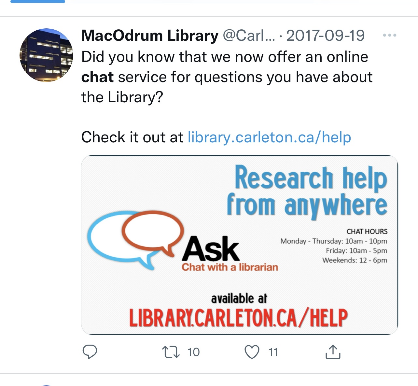 MacOdrum Library @Carl... · 2017-09-19 ...
Did you know that we now offer an online
chat service for questions you have about
the Library?
Check it out at library.carleton.ca/help
Research help
from anywhere
CHAT HOURS
Monday - Thursday: 10am - 10pm
Friday: 10am - 5pm
Weekends: 12 - 6pm
Ask
Chat with a librarian
available at
LIBRARY.CARLETON.CA/HELP
10
11